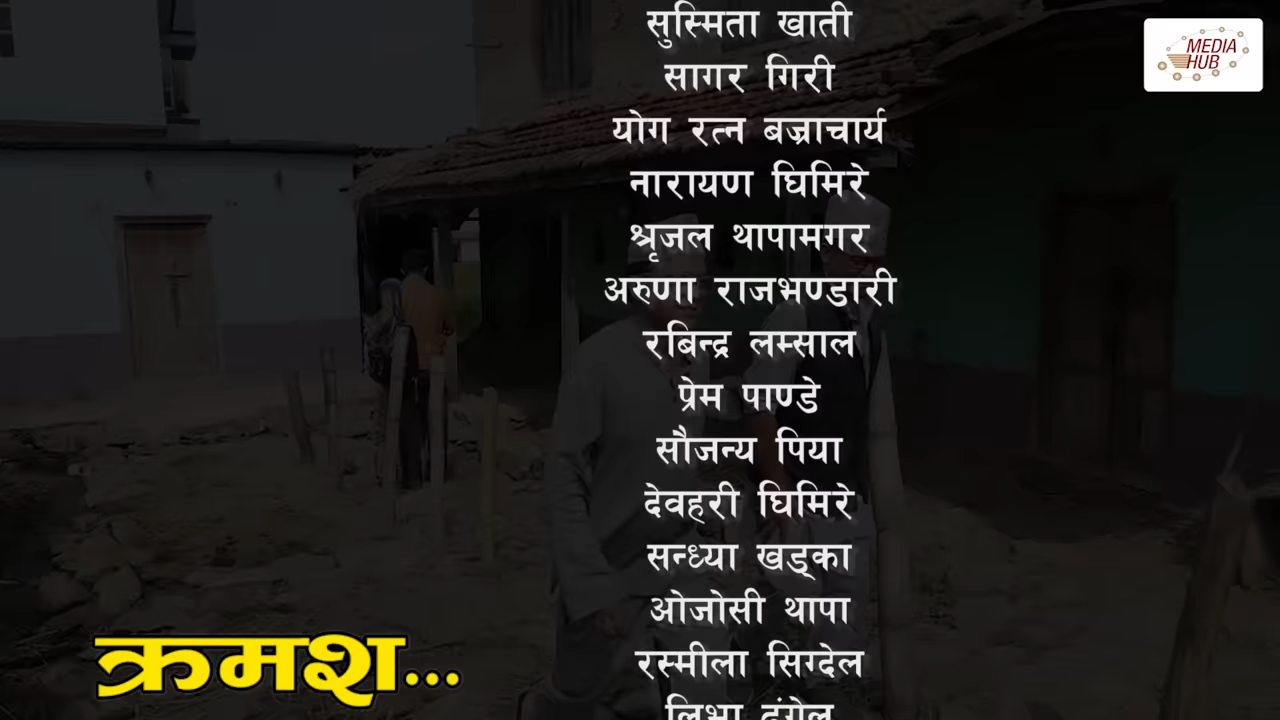 सुस्मिता खाती
सागर गिरी
योग रत्न बज्राचार्य
नारायण घिमिरे
श्रृजल थापामगर
अरुणा राजभण्डारी
रबिन्द्र लम्साल
प्रेम पाण्डे
सौजन्य पिया
देवहरी घिमिरे
सन्ध्या खड्का
ओजोसी थापा
रस्मीला सिग्देल
MEDIA
HUB
क्रमश...